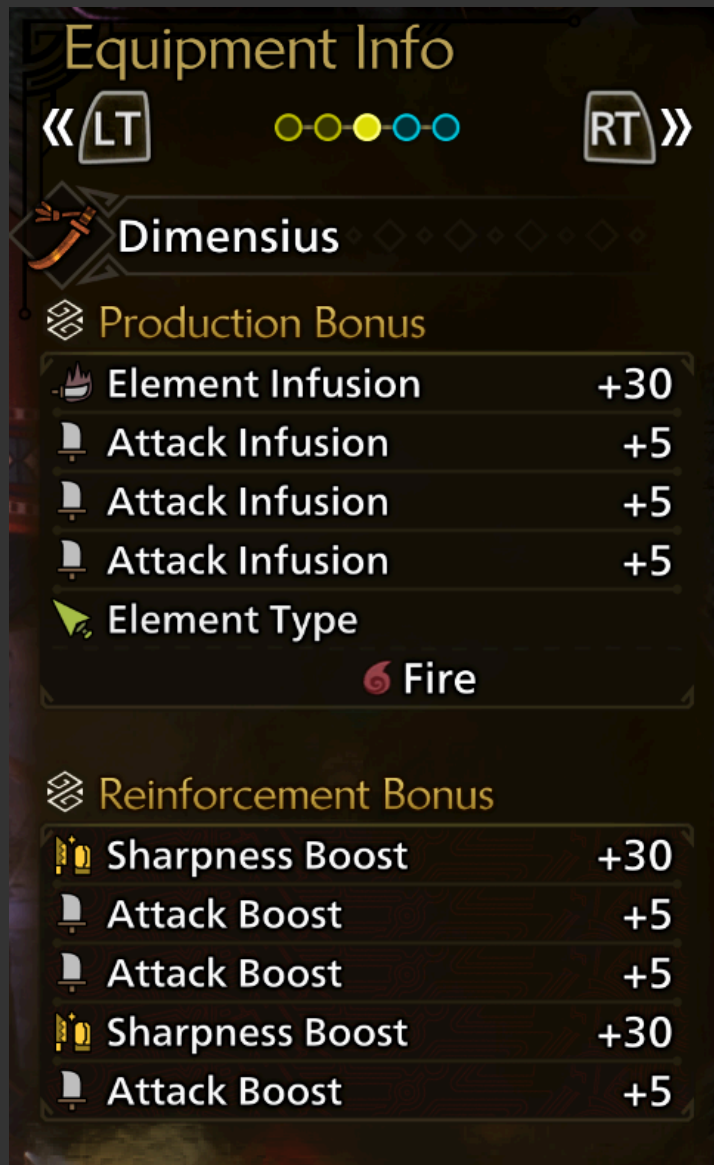 Equipment Info
LT
RT
Dimensius
Production Bonus
Element Infusion +30
Attack Infusion +5
Attack Infusion +5
Attack Infusion +5
Element Type
Fire
Reinforcement Bonus
Sharpness Boost +30
Attack Boost +5
Attack Boost +5
Sharpness Boost +30
Attack Boost +5